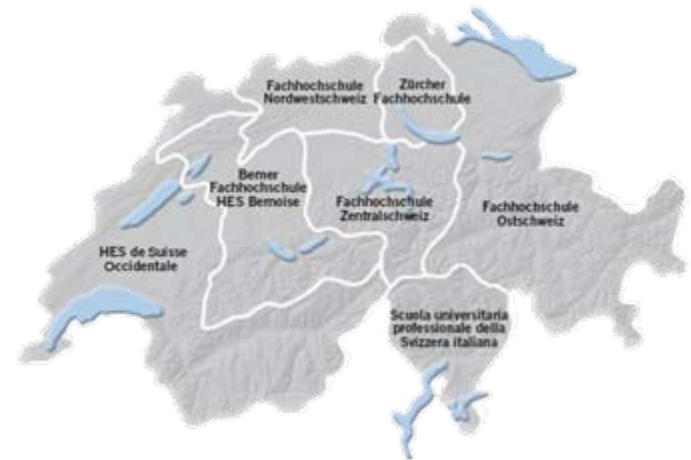 Fachhochschule
Nordwestschweiz
Zürcher
Fachhochschule
Berner
Fachhochschule
HES Bernoise
Fachhochschule
Zentralschweiz
Fachhochschule
Ostschweiz
HES de Suisse
Occidentale
Scuola universitaria
professionale della
Svizzera italiana